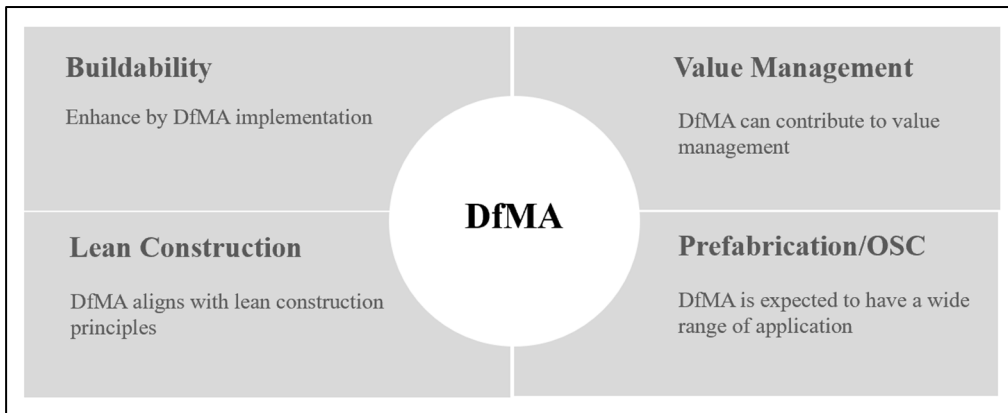 Buildability
Enhance by DfMA implementation
Value Management
DfMA can contribute to value
management
DfMA
Lean Construction
DfMA aligns with lean construction
principles
Prefabrication/OSC
DfMA is expected to have a wide
range of application